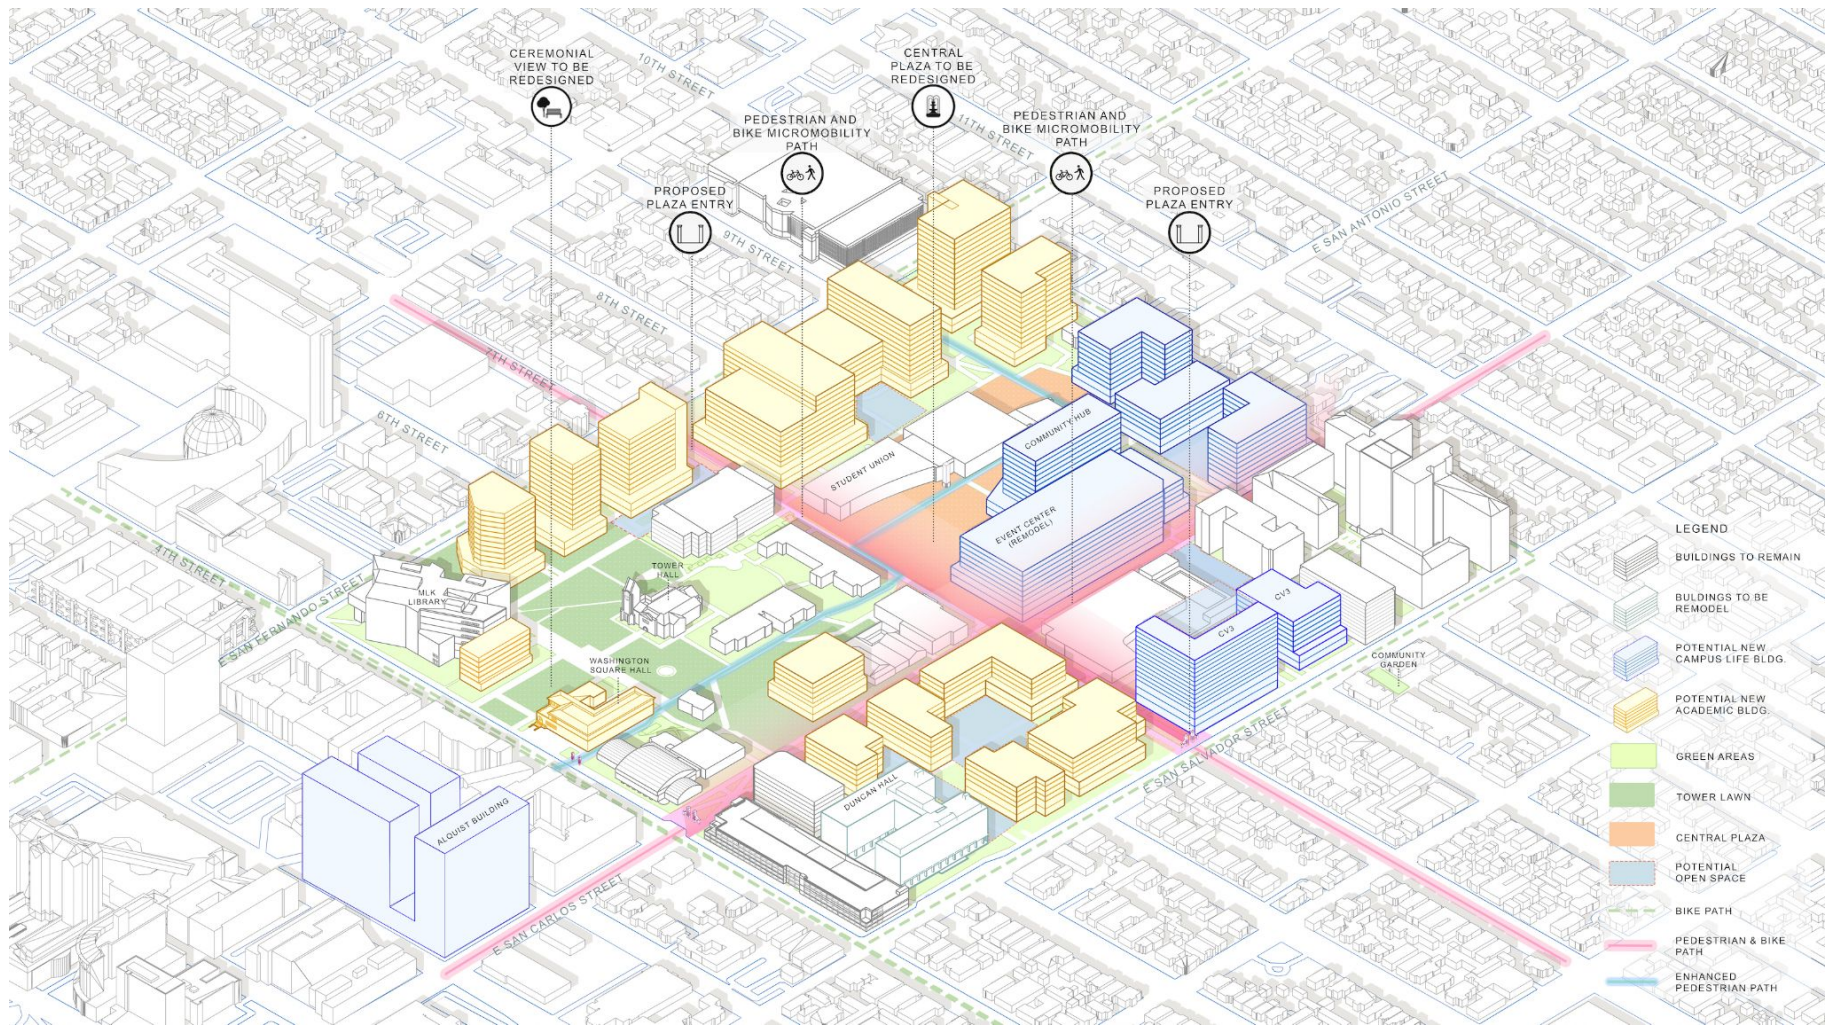 CEREMONIAL
VIEW TO BE
REDESIGNED
CENTRAL
PLAZA TO BE
REDESIGNED
PEDESTRIAN AND
BIKE MICROMOBILITY
PATH
PEDESTRIAN AND
BIKE MICROMOBILITY
PATH
PROPOSED
PLAZA ENTRY
PROPOSED
PLAZA ENTRY
10TH STREET
11TH STREET
9TH STREET
8TH STREET
7TH STREET
6TH STREET
4TH STREET
E SAN ANTONIO STREET
E SAN FERNANDO STREET
E SAN SALVADOR STREET
E SAN CARLOS STREET
COMMUNITY HUB
STUDENT UNION
EVENT CENTER
(REMODEL)
TOWER
HALL
MLK
LIBRARY
WASHINGTON
SQUARE HALL
CV3
CV3
COMMUNITY
GARDEN
DUNCAN HALL
ALQUIST BUILDING
LEGEND
BUILDINGS TO REMAIN
BUILDINGS TO BE
REMODEL
POTENTIAL NEW
CAMPUS LIFE BLDG.
POTENTIAL NEW
ACADEMIC BLDG.
GREEN AREAS
TOWER LAWN
CENTRAL PLAZA
POTENTIAL
OPEN SPACE
BIKE PATH
PEDESTRIAN & BIKE
PATH
ENHANCED
PEDESTRIAN PATH